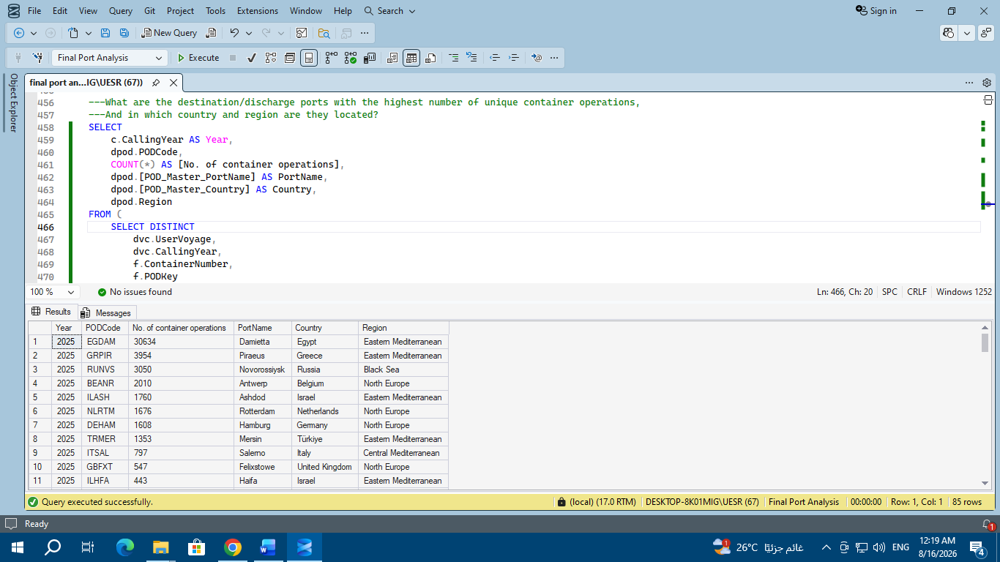 File Edit View Query Git Project Tools Extensions Window Help Search Sign in
New Query
Final Port Analysis Execute
Object Explorer
final port an...IG\UESR (67))
456 ---What are the destination/discharge ports with the highest number of unique container operations,
457 ---And in which country and region are they located?
458 SELECT
459 c.CallingYear AS Year,
460 dpod.PODCode,
461 COUNT(*) AS [No. of container operations],
462 dpod.[POD_Master_PortName] AS PortName,
463 dpod.[POD_Master_Country] AS Country,
464 dpod.Region
465 FROM (
466 SELECT DISTINCT
467 dvc.UserVoyage,
468 dvc.CallingYear,
469 f.ContainerNumber,
470 f.PODKey
100 % No issues found Ln: 466, Ch: 20 SPC CRLF Windows 1252
Results Messages
Year PODCode No. of container operations PortName Country Region
1 2025 EGDAM 30634 Damietta Egypt Eastern Mediterranean
2 2025 GRPIR 3954 Piraeus Greece Eastern Mediterranean
3 2025 RUNVS 3050 Novorossiysk Russia Black Sea
4 2025 BEANR 2010 Antwerp Belgium North Europe
5 2025 ILASH 1760 Ashdod Israel Eastern Mediterranean
6 2025 NLRTM 1676 Rotterdam Netherlands North Europe
7 2025 DEHAM 1608 Hamburg Germany North Europe
8 2025 TRMER 1353 Mersin Türkiye Eastern Mediterranean
9 2025 ITSAL 797 Salerno Italy Central Mediterranean
10 2025 GBFXT 547 Felixstowe United Kingdom North Europe
11 2025 ILHFA 443 Haifa Israel Eastern Mediterranean
Query executed successfully. (local) (17.0 RTM) DESKTOP-8K01MIG\UESR (67) Final Port Analysis 00:00:00 Row: 1, Col: 1 85 rows
Ready 1
1 26°C غائم جزئيًا ENG 12:19 AM
8/16/2026 4